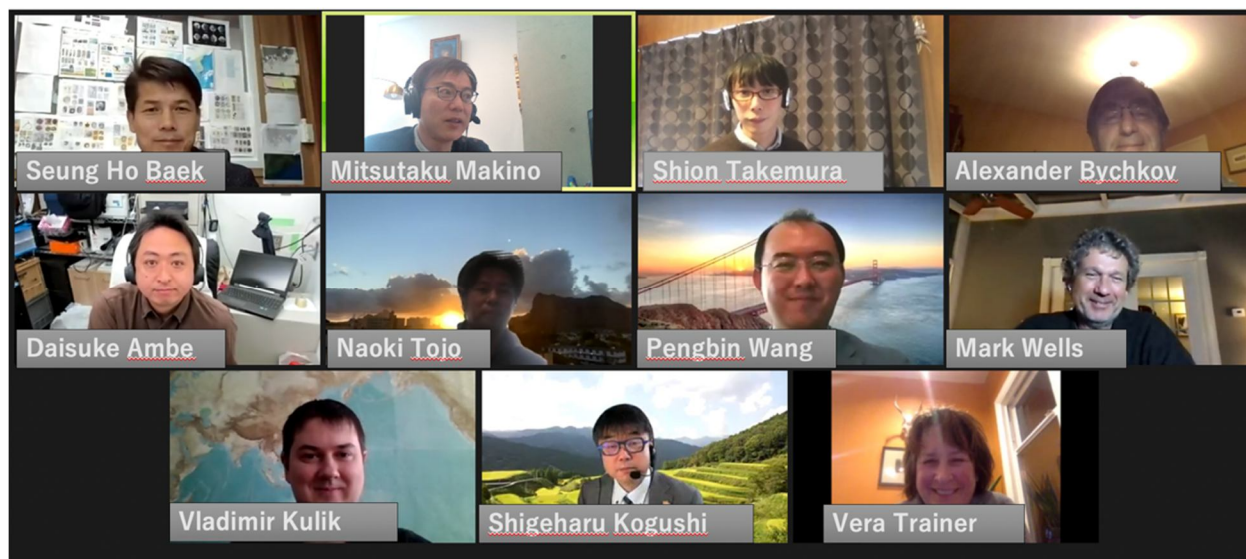 Seung Ho Baek
Mitsutaku Makino
Shion Takemura
Alexander Bychkov
Daisuke Ambe
Naoki Tojo
Pengbin Wang
Mark Wells
Vladimir Kulik
Shigeharu Kogushi
Vera Trainer